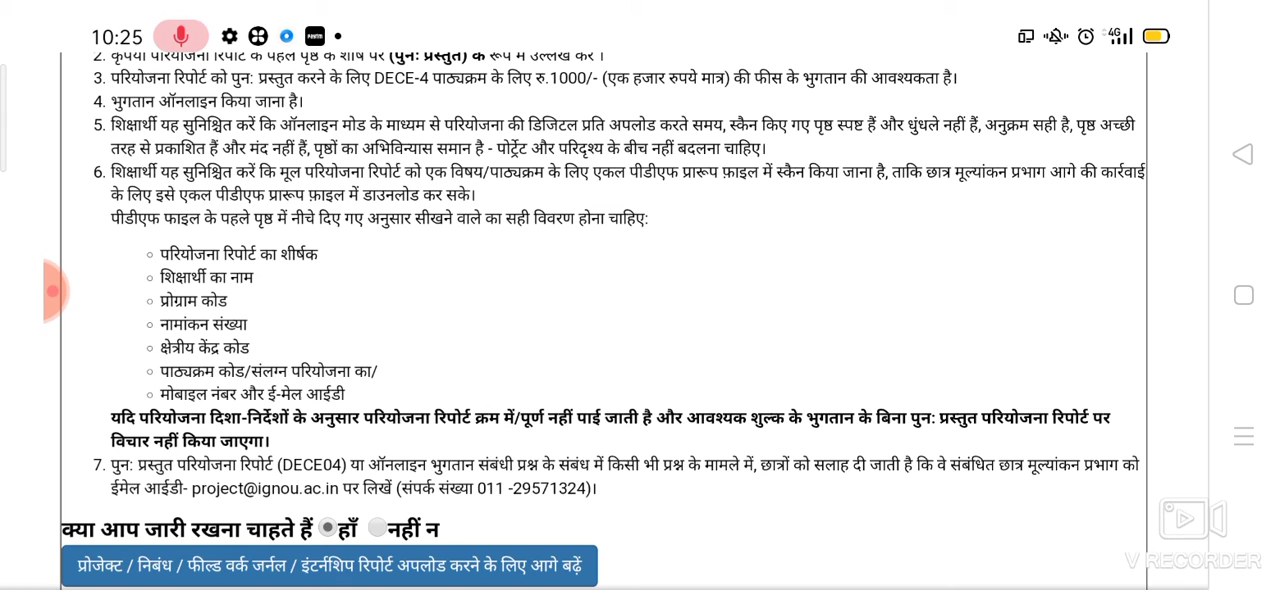 10:25
4G
2. कृपया परियोजना रिपोर्ट के पहले पृष्ठ के शीर्ष पर (पुन: प्रस्तुत) के रूप में उल्लेख करें ।
3. परियोजना रिपोर्ट को पुन: प्रस्तुत करने के लिए DECE-4 पाठ्यक्रम के लिए रु.1000/- (एक हजार रुपये मात्र) की फीस के भुगतान की आवश्यकता है।
4. भुगतान ऑनलाइन किया जाना है।
5. शिक्षार्थी यह सुनिश्चित करें कि ऑनलाइन मोड के माध्यम से परियोजना की डिजिटल प्रति अपलोड करते समय, स्कैन किए गए पृष्ठ स्पष्ट हैं और धुंधले नहीं हैं, अनुक्रम सही है, पृष्ठ अच्छी
तरह से प्रकाशित हैं और मंद नहीं हैं, पृष्ठों का अभिविन्यास समान है - पोर्ट्रेट और परिदृश्य के बीच नहीं बदलना चाहिए।
6. शिक्षार्थी यह सुनिश्चित करें कि मूल परियोजना रिपोर्ट को एक विषय/पाठ्यक्रम के लिए एकल पीडीएफ प्रारूप फ़ाइल में स्कैन किया जाना है, ताकि छात्र मूल्यांकन प्रभाग आगे की कार्रवाई
के लिए इसे एकल पीडीएफ प्रारूप फ़ाइल में डाउनलोड कर सके।
पीडीएफ फाइल के पहले पृष्ठ में नीचे दिए गए अनुसार सीखने वाले का सही विवरण होना चाहिए:
परियोजना रिपोर्ट का शीर्षक
शिक्षार्थी का नाम
प्रोग्राम कोड
नामांकन संख्या
क्षेत्रीय केंद्र कोड
पाठ्यक्रम कोड/संलग्न परियोजना का/
मोबाइल नंबर और ई-मेल आईडी
यदि परियोजना दिशा-निर्देशों के अनुसार परियोजना रिपोर्ट क्रम में/पूर्ण नहीं पाई जाती है और आवश्यक शुल्क के भुगतान के बिना पुन: प्रस्तुत परियोजना रिपोर्ट पर
विचार नहीं किया जाएगा।
7. पुन: प्रस्तुत परियोजना रिपोर्ट (DECE04) या ऑनलाइन भुगतान संबंधी प्रश्न के संबंध में किसी भी प्रश्न के मामले में, छात्रों को सलाह दी जाती है कि वे संबंधित छात्र मूल्यांकन प्रभाग को
ईमेल आईडी- project@ignou.ac.in पर लिखें (संपर्क संख्या 011 -29571324)।
क्या आप जारी रखना चाहते हैं हाँ नहीं न
प्रोजेक्ट / निबंध / फील्ड वर्क जर्नल / इंटर्नशिप रिपोर्ट अपलोड करने के लिए आगे बढ़ें
V RECORDER